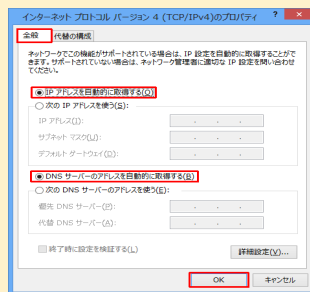 インターネット プロトコル バージョン 4 (TCP/IPv4)のプロパティ
全般 代替の構成
ネットワークでこの機能がサポートされている場合は、IP 設定を自動的に取得することがで
きます。サポートされていない場合は、ネットワーク管理者に適切な IP 設定を問い合わせ
てください。
IP アドレスを自動的に取得する(O)
次の IP アドレスを使う(S):
IP アドレス(I):
サブネット マスク(U):
デフォルト ゲートウェイ(D):
DNS サーバーのアドレスを自動的に取得する(B)
次の DNS サーバーのアドレスを使う(E):
優先 DNS サーバー(P):
代替 DNS サーバー(A):
終了時に設定を検証する(L)
詳細設定(V)...
OK キャンセル